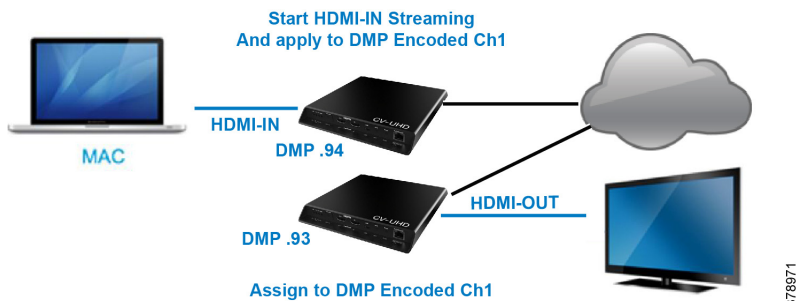 Start HDMI-IN Streaming
And apply to DMP Encoded Ch1
CV-UHD
HDMI-IN
DMP .94
MAC
CV-UHD
HDMI-OUT
DMP .93
Assign to DMP Encoded Ch1